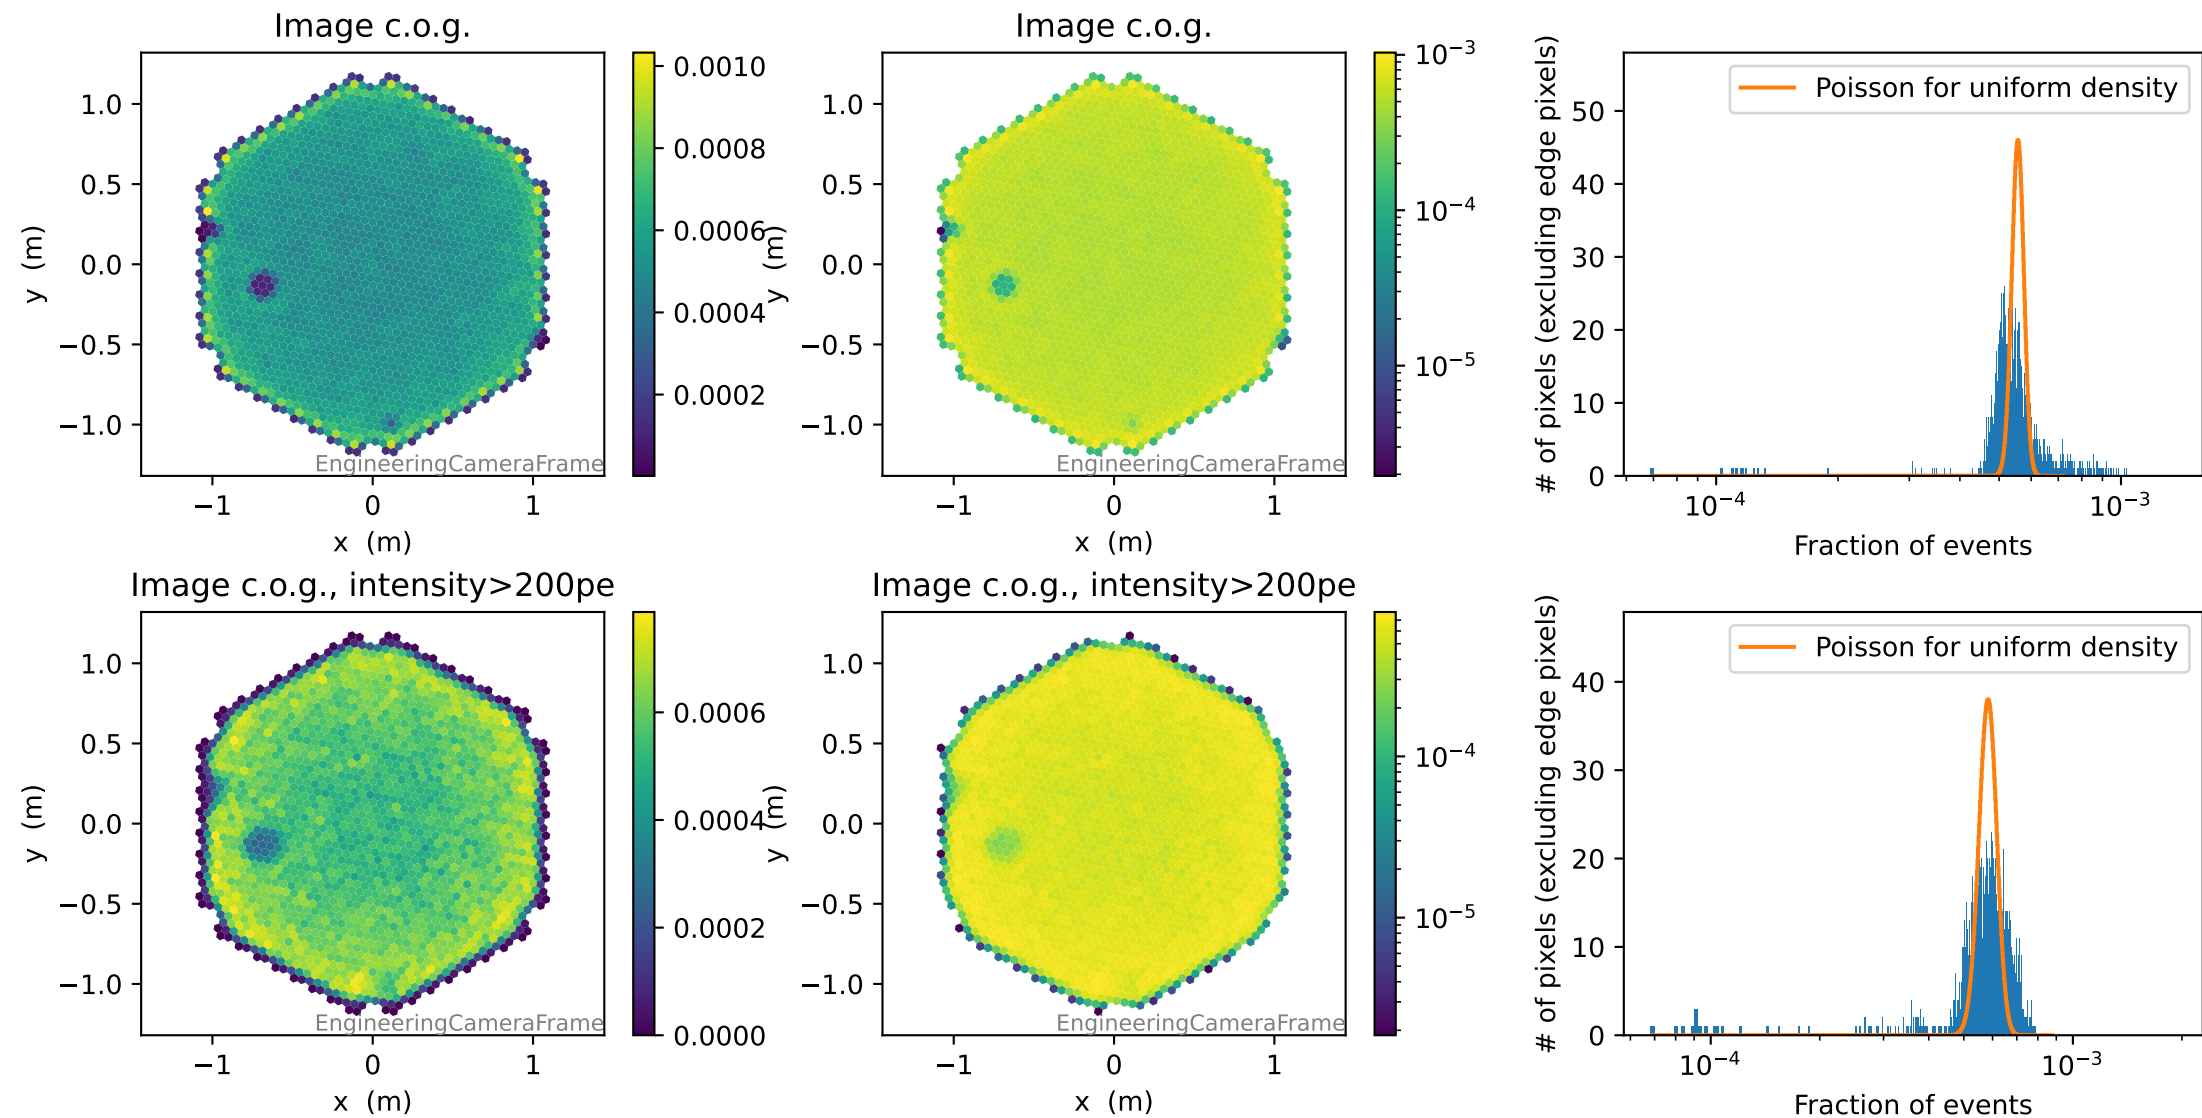 Image c.o.g.
1.0
0.5
0.0
−0.5
−1.0
y (m)
EngineeringCameraFrame
−1
0
1
x (m)
0.0010
0.0008
0.0006
0.0004
0.0002
Image c.o.g.
1.0
0.5
0.0
−0.5
−1.0
y (m)
EngineeringCameraFrame
−1
0
1
x (m)
10⁻³
10⁻⁴
10⁻⁵
Poisson for uniform density
# of pixels (excluding edge pixels)
50
40
30
20
10
0
10⁻⁴
10⁻³
Fraction of events
Image c.o.g., intensity>200pe
1.0
0.5
0.0
−0.5
−1.0
y (m)
EngineeringCameraFrame
−1
0
1
x (m)
0.0006
0.0004
0.0002
0.0000
Image c.o.g., intensity>200pe
1.0
0.5
0.0
−0.5
−1.0
y (m)
EngineeringCameraFrame
−1
0
1
x (m)
10⁻⁴
10⁻⁵
Poisson for uniform density
# of pixels (excluding edge pixels)
40
30
20
10
0
10⁻⁴
10⁻³
Fraction of events